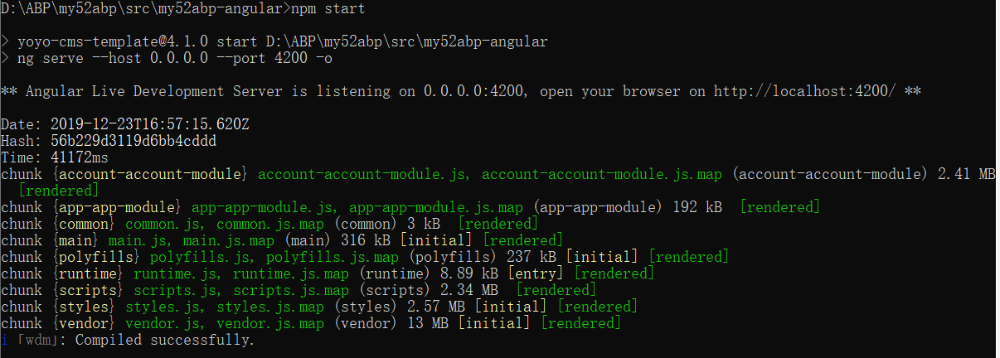 D:\ABP\my52abp\src\my52abp-angular>npm start
> yoyo-cms-template@4.1.0 start D:\ABP\my52abp\src\my52abp-angular
> ng serve --host 0.0.0.0 --port 4200 -o
** Angular Live Development Server is listening on 0.0.0.0:4200, open your browser on http://localhost:4200/ **
Date: 2019-12-23T16:57:15.620Z
Hash: 56b229d3119d6bb4cddd
Time: 41172ms
chunk {account-account-module} account-account-module.js, account-account-module.js.map (account-account-module) 2.41 MB
[rendered]
chunk {app-app-module} app-app-module.js, app-app-module.js.map (app-app-module) 192 kB  [rendered]
chunk {common} common.js, common.js.map (common) 3 kB  [rendered]
chunk {main} main.js, main.js.map (main) 316 kB [initial] [rendered]
chunk {polyfills} polyfills.js, polyfills.js.map (polyfills) 237 kB [initial] [rendered]
chunk {runtime} runtime.js, runtime.js.map (runtime) 8.89 kB [entry] [rendered]
chunk {scripts} scripts.js, scripts.js.map (scripts) 2.34 MB  [rendered]
chunk {styles} styles.js, styles.js.map (styles) 2.57 MB [initial] [rendered]
chunk {vendor} vendor.js, vendor.js.map (vendor) 13 MB [initial] [rendered]
i ｢wdm｣: Compiled successfully.